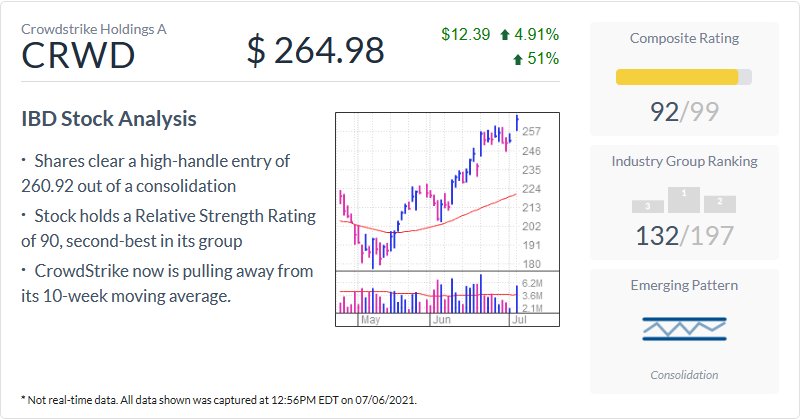 Crowdstrike Holdings A
CRWD
$ 264.98
$12.39 4.91%
51%
IBD Stock Analysis
· Shares clear a high-handle entry of
260.92 out of a consolidation
· Stock holds a Relative Strength Rating
of 90, second-best in its group
· CrowdStrike now is pulling away from
its 10-week moving average.
257
246
235
224
213
202
191
180
6.2M
3.6M
2.1M
May Jun Jul
Composite Rating
92/99
Industry Group Ranking
3 1 2
132/197
Emerging Pattern
Consolidation
* Not real-time data. All data shown was captured at 12:56PM EDT on 07/06/2021.